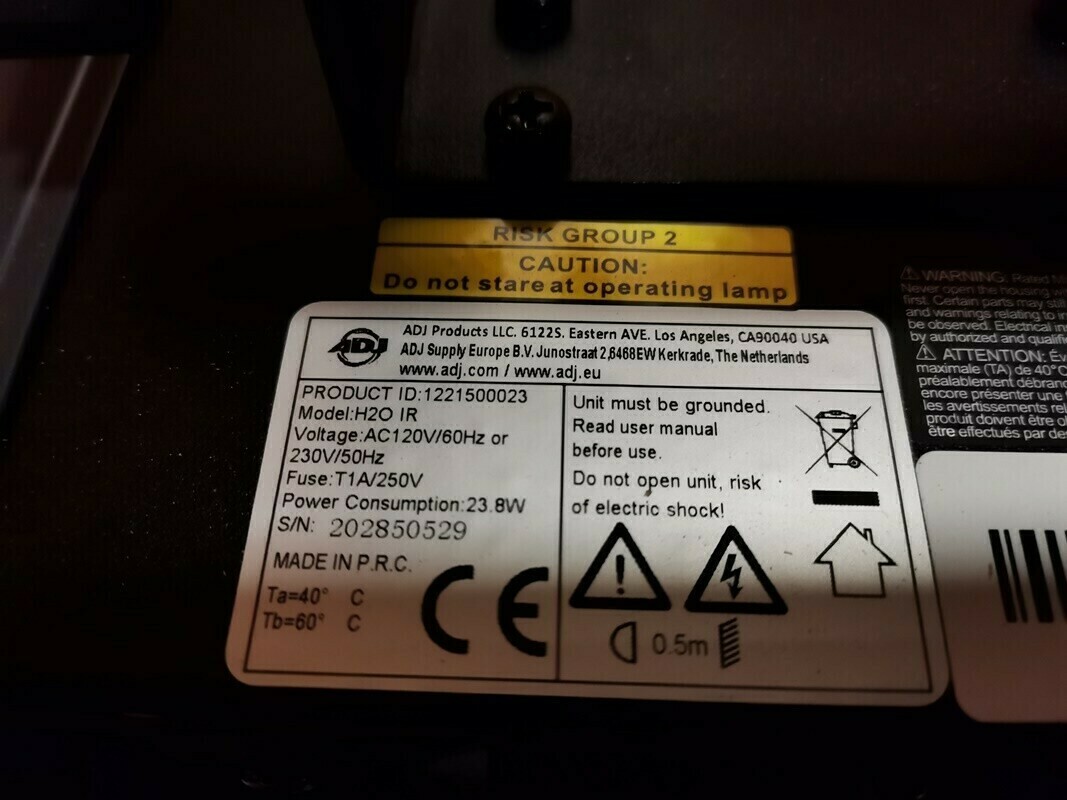 RISK GROUP 2
CAUTION:
Do not stare at operating lamp
ADJ
ADJ Products LLC. 6122S. Eastern AVE. Los Angeles, CA90040 USA
ADJ Supply Europe B.V. Junostraat 2,6468EW Kerkrade, The Netherlands
www.adj.com / www.adj.eu
PRODUCT ID:1221500023
Model:H2O IR
Voltage:AC120V/60Hz or
230V/50Hz
Fuse:T1A/250V
Power Consumption:23.8W
S/N: 202850529
MADE IN P.R.C.
Ta=40° C
Tb=60° C
CE
Unit must be grounded.
Read user manual
before use.
Do not open unit, risk
of electric shock!
0.5m
WARNING: Rated
Never open the housing
first. Certain parts may still
and warnings relating to
be observed. Electrical
by authorized and
ATTENTION:
maximale (TA) de 40°C
préalablement
encore présenter une
les avertissements
produit doivent être
être effectués par